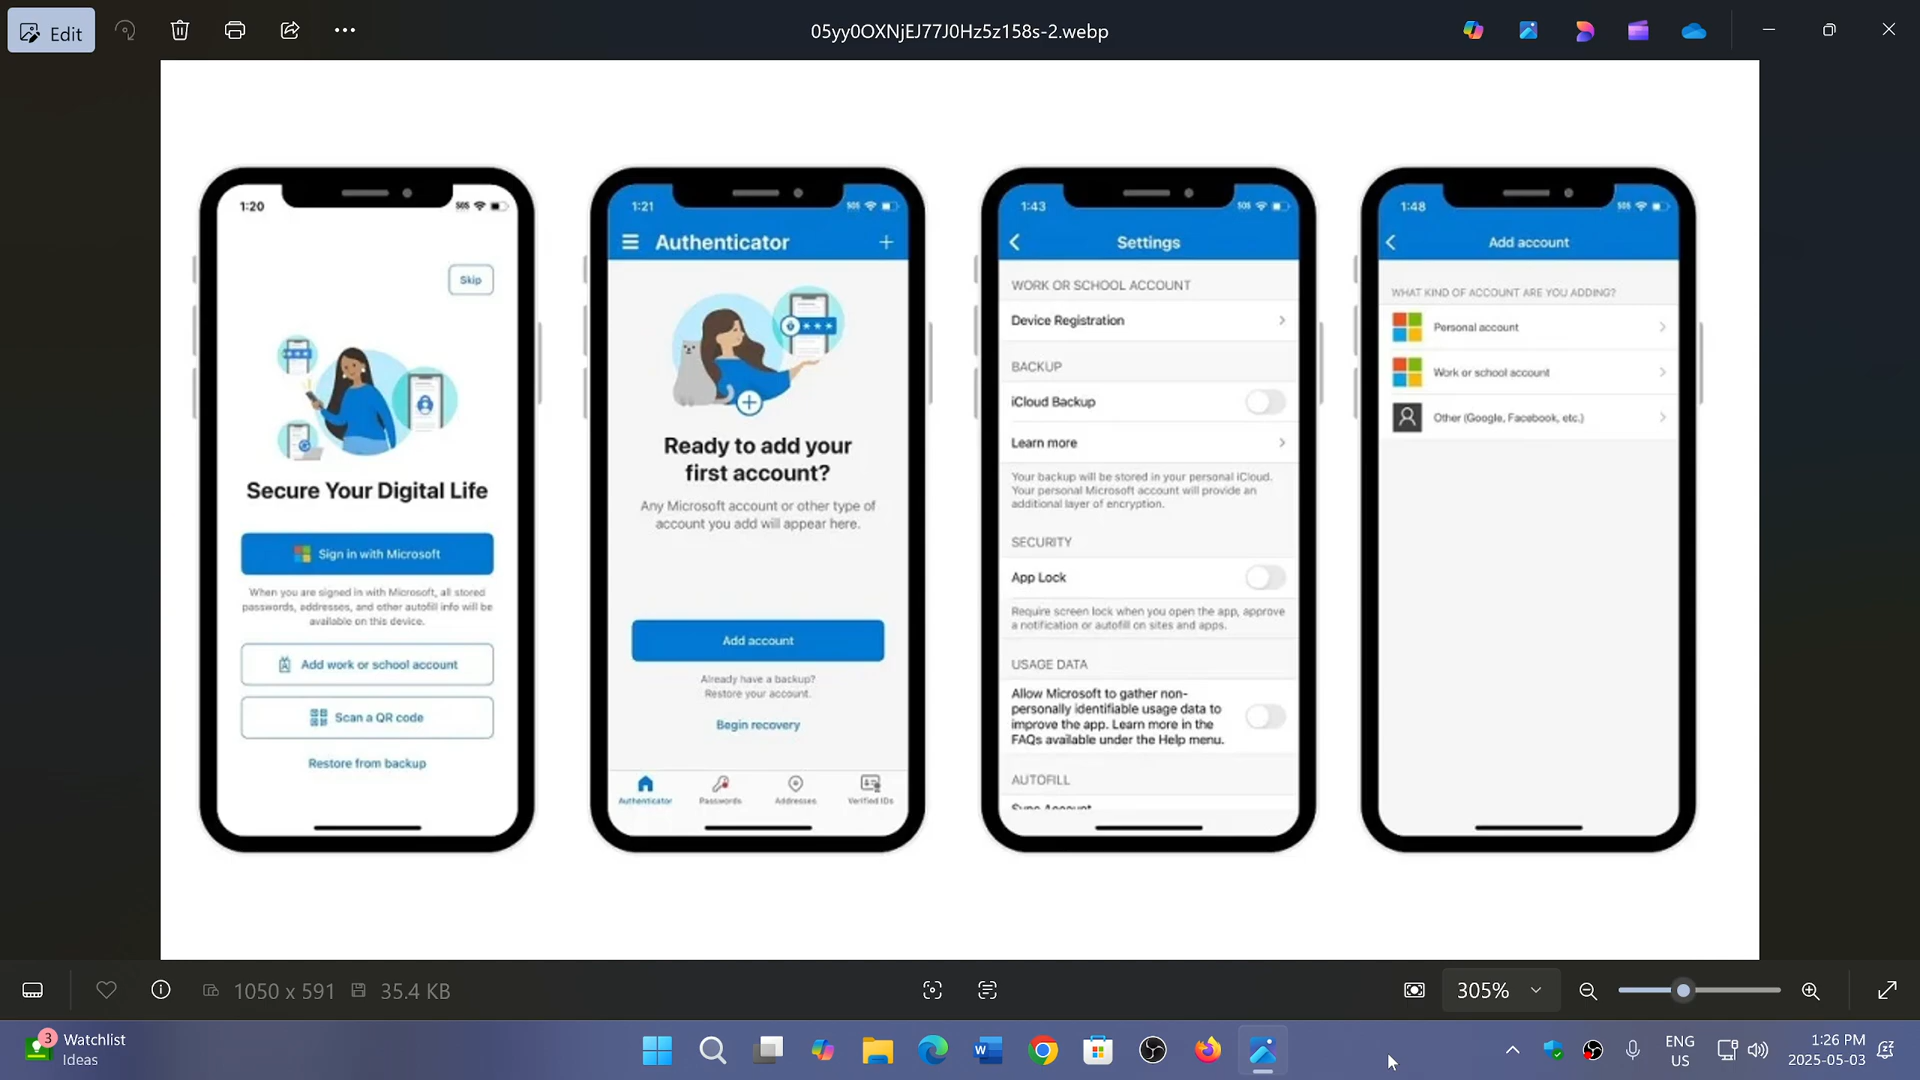 Edit
05yy0OXNjEJ77J0Hz5z158s-2.webp
1:20
SOS
Skip
Secure Your Digital Life
Sign in with Microsoft
When you are signed in with Microsoft, all stored
passwords, addresses, and other autofill info will be
available on this device.
Add work or school account
Scan a QR code
Restore from backup
1:21
SOS
Authenticator
Ready to add your
first account?
Any Microsoft account or other type of
account you add will appear here.
Add account
Already have a backup?
Restore your account.
Begin recovery
Authenticator
Passwords
Addresses
Verified IDs
1:43
SOS
Settings
WORK OR SCHOOL ACCOUNT
Device Registration
BACKUP
iCloud Backup
Learn more
Your backup will be stored in your personal iCloud.
Your personal Microsoft account will provide an
additional layer of encryption.
SECURITY
App Lock
Require screen lock when you open the app, approve
a notification or autofill on sites and apps.
USAGE DATA
Allow Microsoft to gather non-
personally identifiable usage data to
improve the app. Learn more in the
FAQs available under the Help menu.
AUTOFILL
Sync Account
1:48
SOS
Add account
WHAT KIND OF ACCOUNT ARE YOU ADDING?
Personal account
Work or school account
Other (Google, Facebook, etc.)
1050 x 591
35.4 KB
305%
3
Watchlist
Ideas
ENG
US
1:26 PM
2025-05-03